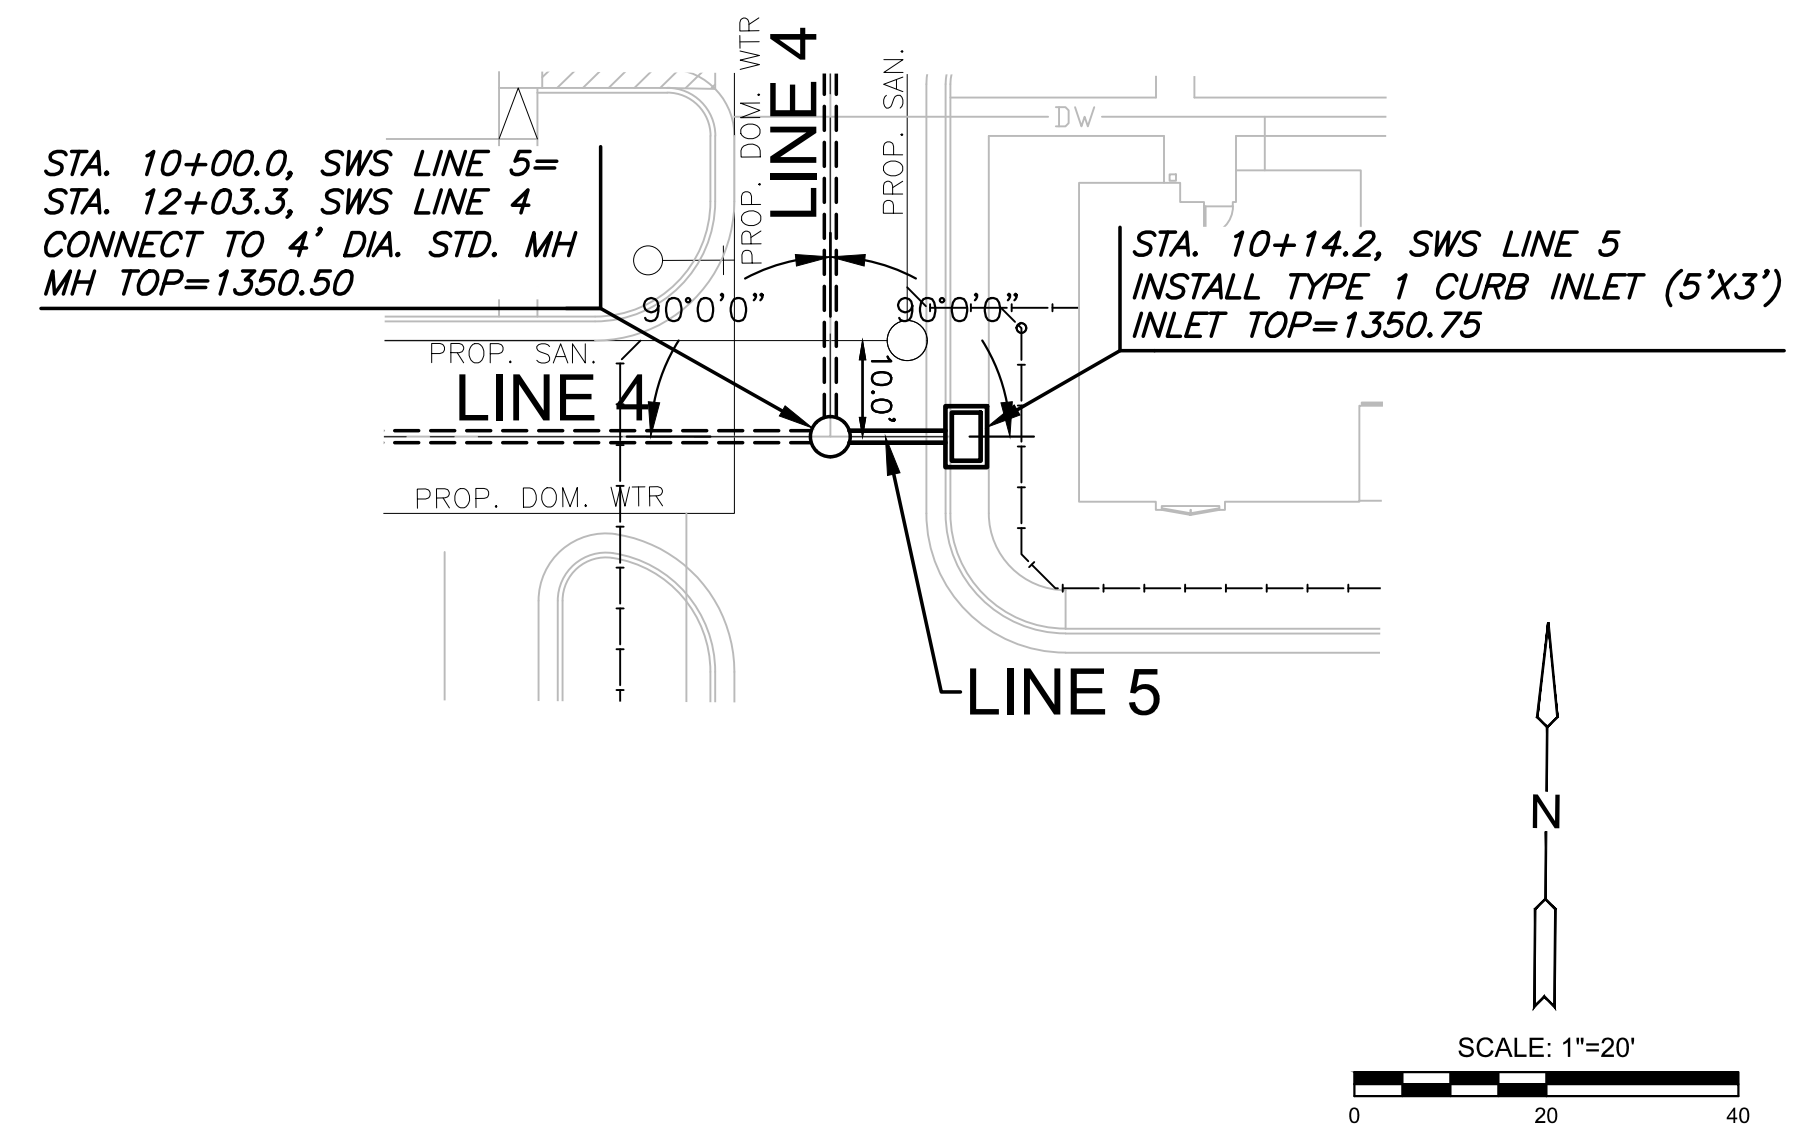 PROP. DOM. WTR
LINE 4
PROP. SAN.
DW
STA. 10+00.0, SWS LINE 5=
STA. 12+03.3, SWS LINE 4
CONNECT TO 4' DIA. STD. MH
MH TOP=1350.50
STA. 10+14.2, SWS LINE 5
INSTALL TYPE 1 CURB INLET (5'X3')
INLET TOP=1350.75
90°0'0"
90°0'0"
PROP. SAN.
LINE 4
10.0'
PROP. DOM. WTR
LINE 5
N
SCALE: 1"=20'
0 20 40